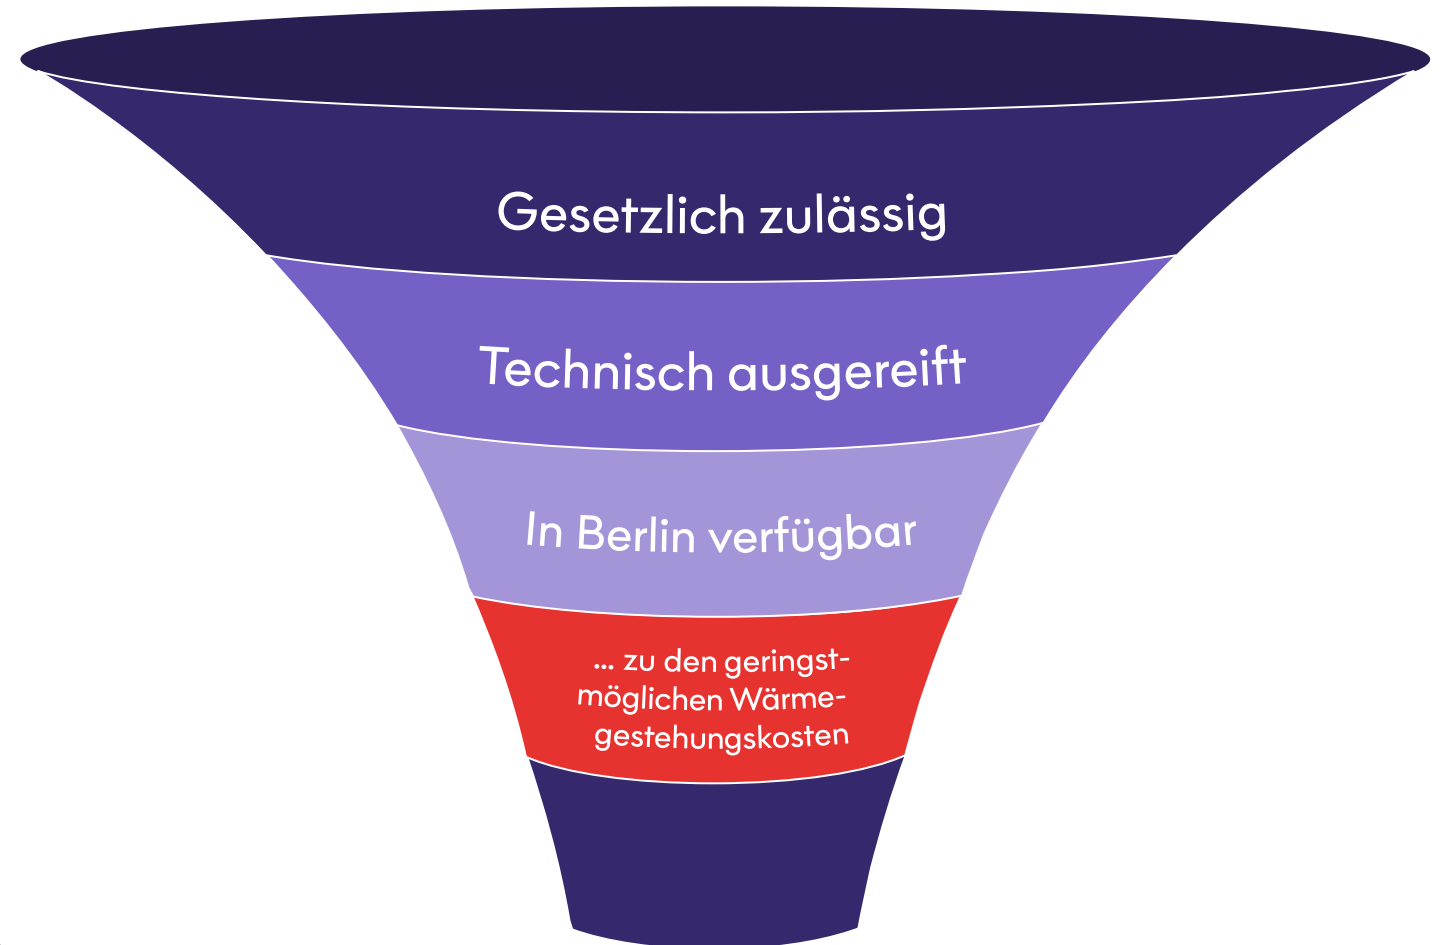 Gesetzlich zulässig
Technisch ausgereift
In Berlin verfügbar
... zu den geringst-
möglichen Wärme-
gestehungskosten